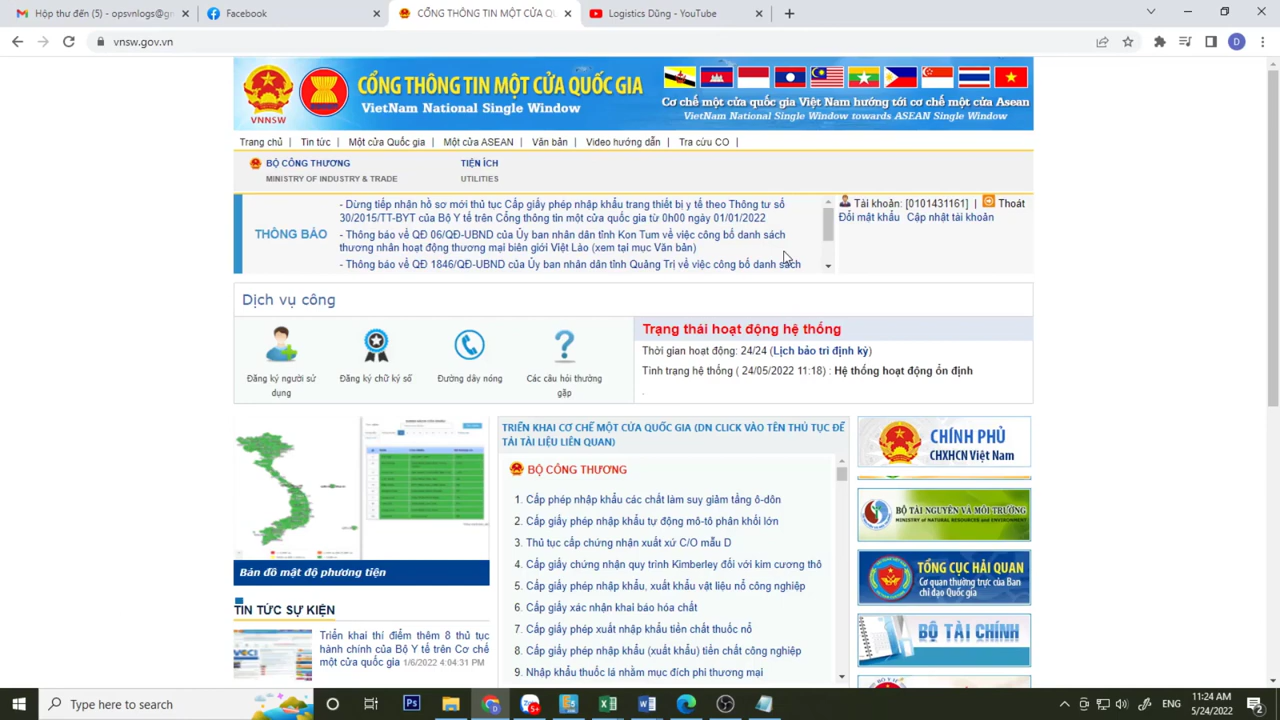 Hộp thư đến (5) - opsvnlogs@gm
Facebook
CỔNG THÔNG TIN MỘT CỬA QU
Logistics Dũng - YouTube
vnsw.gov.vn
D
CỔNG THÔNG TIN MỘT CỬA QUỐC GIA
VietNam National Single Window
VNNSW
Cơ chế một cửa quốc gia Việt Nam hướng tới cơ chế một cửa Asean
VietNam National Single Window towards ASEAN Single Window
Trang chủ | Tin tức | Một cửa Quốc gia | Một cửa ASEAN | Văn bản | Video hướng dẫn | Tra cứu CO |
BỘ CÔNG THƯƠNG TIỆN ÍCH
MINISTRY OF INDUSTRY & TRADE UTILITIES
THÔNG BÁO
- Dừng tiếp nhận hồ sơ mới thủ tục Cấp giấy phép nhập khẩu trang thiết bị y tế theo Thông tư số
30/2015/TT-BYT của Bộ Y tế trên Cổng thông tin một cửa quốc gia từ 0h00 ngày 01/01/2022
- Thông báo về QĐ 06/QĐ-UBND của Ủy ban nhân dân tỉnh Kon Tum về việc công bố danh sách
thương nhân hoạt động thương mại biên giới Việt Lào (xem tại mục Văn bản)
- Thông báo về QĐ 1846/QĐ-UBND của Ủy ban nhân dân tỉnh Quảng Trị về việc công bố danh sách
Tài khoản: [0101431161] | Thoát
Đổi mật khẩu Cập nhật tài khoản
Dịch vụ công
Đăng ký người sử
dụng
Đăng ký chữ ký số
Đường dây nóng
Các câu hỏi thường
gặp
Trạng thái hoạt động hệ thống
Thời gian hoạt động: 24/24 (Lịch bảo trì định kỳ)
Tình trạng hệ thống ( 24/05/2022 11:18) : Hệ thống hoạt động ổn định
Bản đồ mật độ phương tiện
TIN TỨC SỰ KIỆN
Triển khai thí điểm thêm 8 thủ tục
hành chính của Bộ Y tế trên Cơ chế
một cửa quốc gia 1/6/2022 4:04:31 PM
TRIỂN KHAI CƠ CHẾ MỘT CỬA QUỐC GIA (DN CLICK VÀO TÊN THỦ TỤC ĐỂ
TẢI TÀI LIỆU LIÊN QUAN)
BỘ CÔNG THƯƠNG
1. Cấp phép nhập khẩu các chất làm suy giảm tầng ô-dôn
2. Cấp giấy phép nhập khẩu tự động mô-tô phân khối lớn
3. Thủ tục cấp chứng nhận xuất xứ C/O mẫu D
4. Cấp giấy chứng nhận quy trình Kimberley đối với kim cương thô
5. Cấp giấy phép nhập khẩu, xuất khẩu vật liệu nổ công nghiệp
6. Cấp giấy xác nhận khai báo hóa chất
7. Cấp giấy phép xuất nhập khẩu tiền chất thuốc nổ
8. Cấp giấy phép nhập khẩu (xuất khẩu) tiền chất công nghiệp
9. Nhập khẩu thuốc lá nhằm mục đích phi thương mại
CHÍNH PHỦ
CHXHCN Việt Nam
BỘ TÀI NGUYÊN VÀ MÔI TRƯỜNG
MINISTRY OF NATURAL RESOURCES AND ENVIRONMENT
TỔNG CỤC HẢI QUAN
Cơ quan thường trực của Ban
chỉ đạo Quốc gia
BỘ TÀI CHÍNH
Type here to search
ENG
11:24 AM
5/24/2022